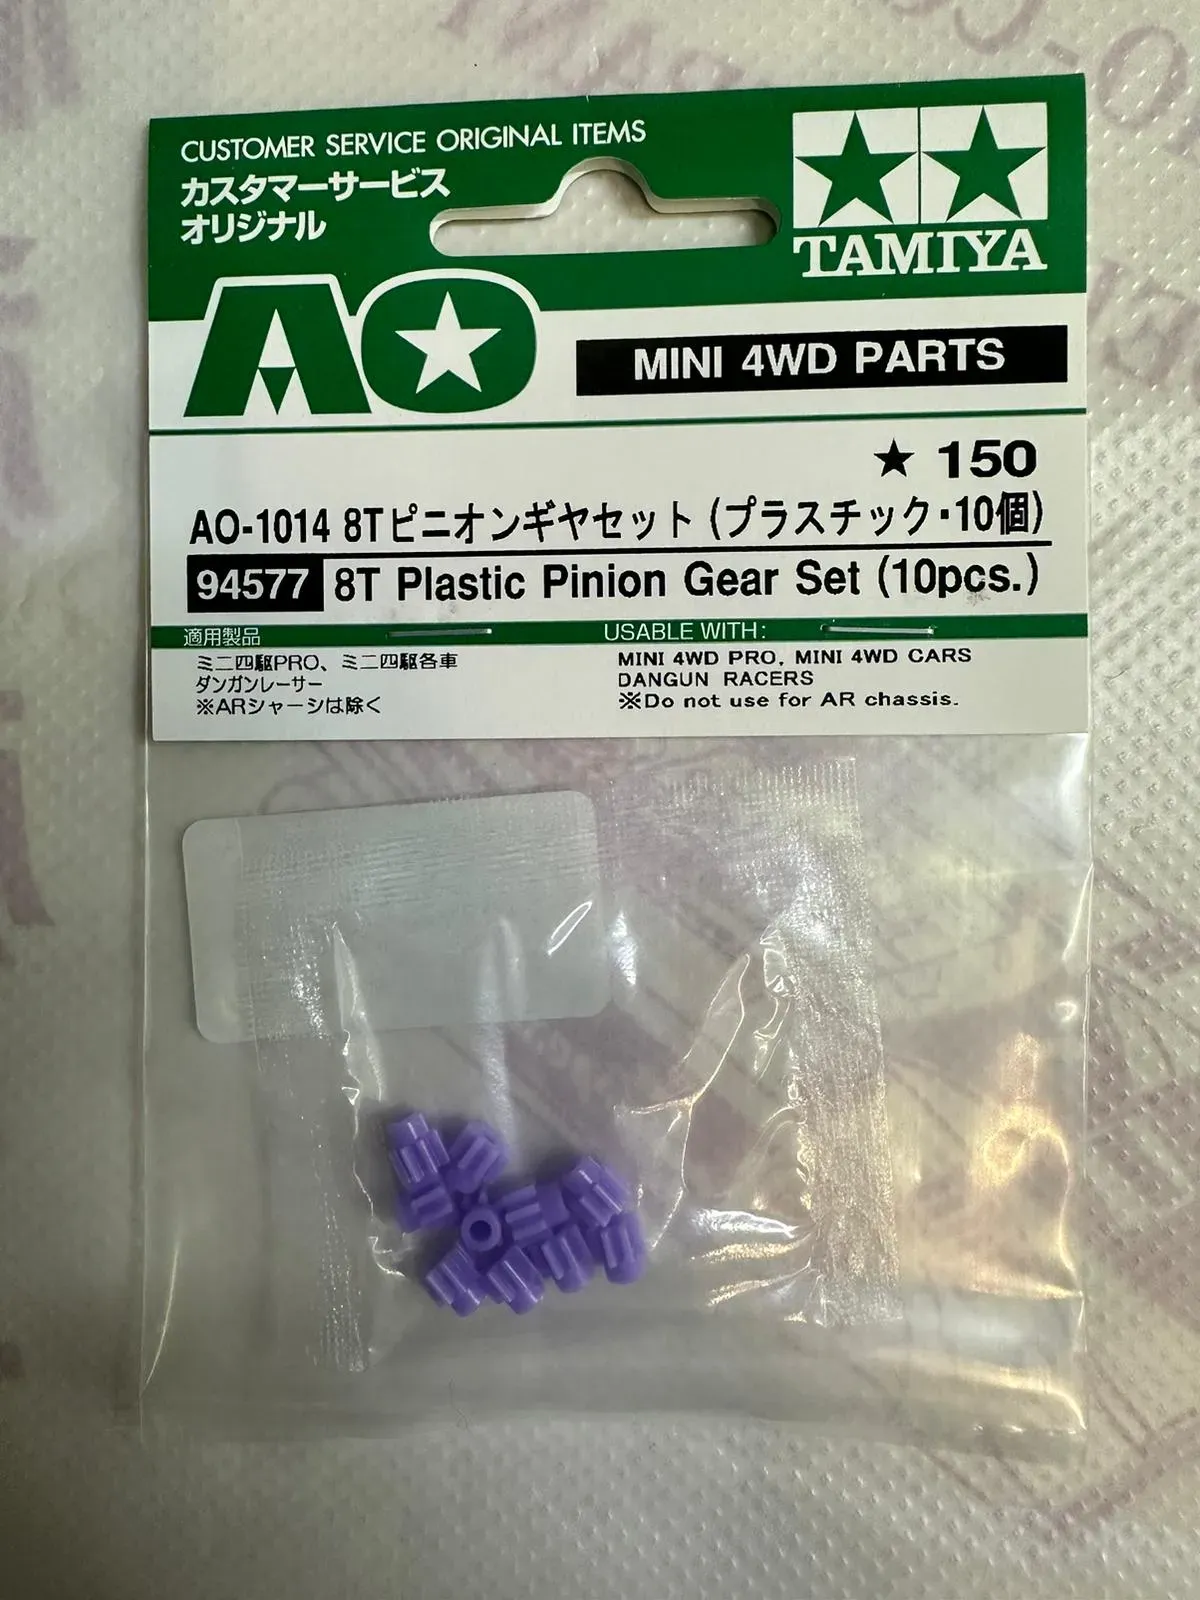 CUSTOMER SERVICE ORIGINAL ITEMS
カスタマーサービス
オリジナル
TAMIYA
AO
MINI 4WD PARTS
★ 150
AO-1014 8Tピニオンギヤセット (プラスチック・10個)
94577 8T Plastic Pinion Gear Set (10pcs.)
適用製品
ミニ四駆PRO、ミニ四駆各車
ダンガンレーサー
※ARシャーシは除く
USABLE WITH:
MINI 4WD PRO, MINI 4WD CARS
DANGUN RACERS
※Do not use for AR chassis.